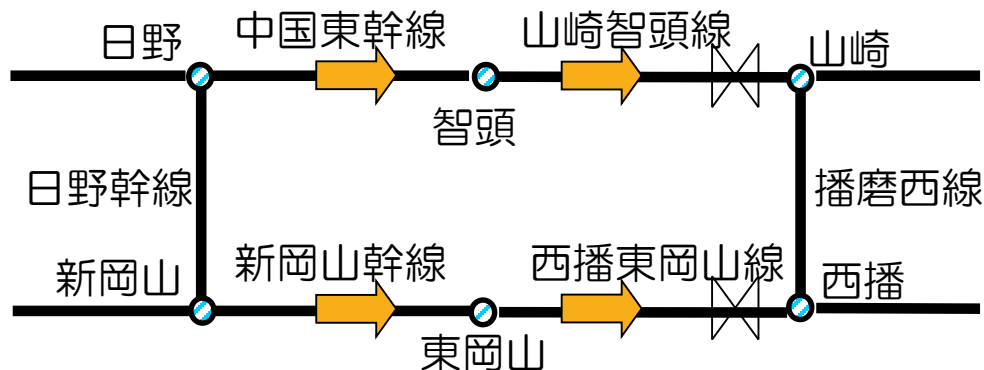 日野
中国東幹線
山崎智頭線
山崎
智頭
日野幹線
播磨西線
新岡山
新岡山幹線
西播東岡山線
西播
東岡山